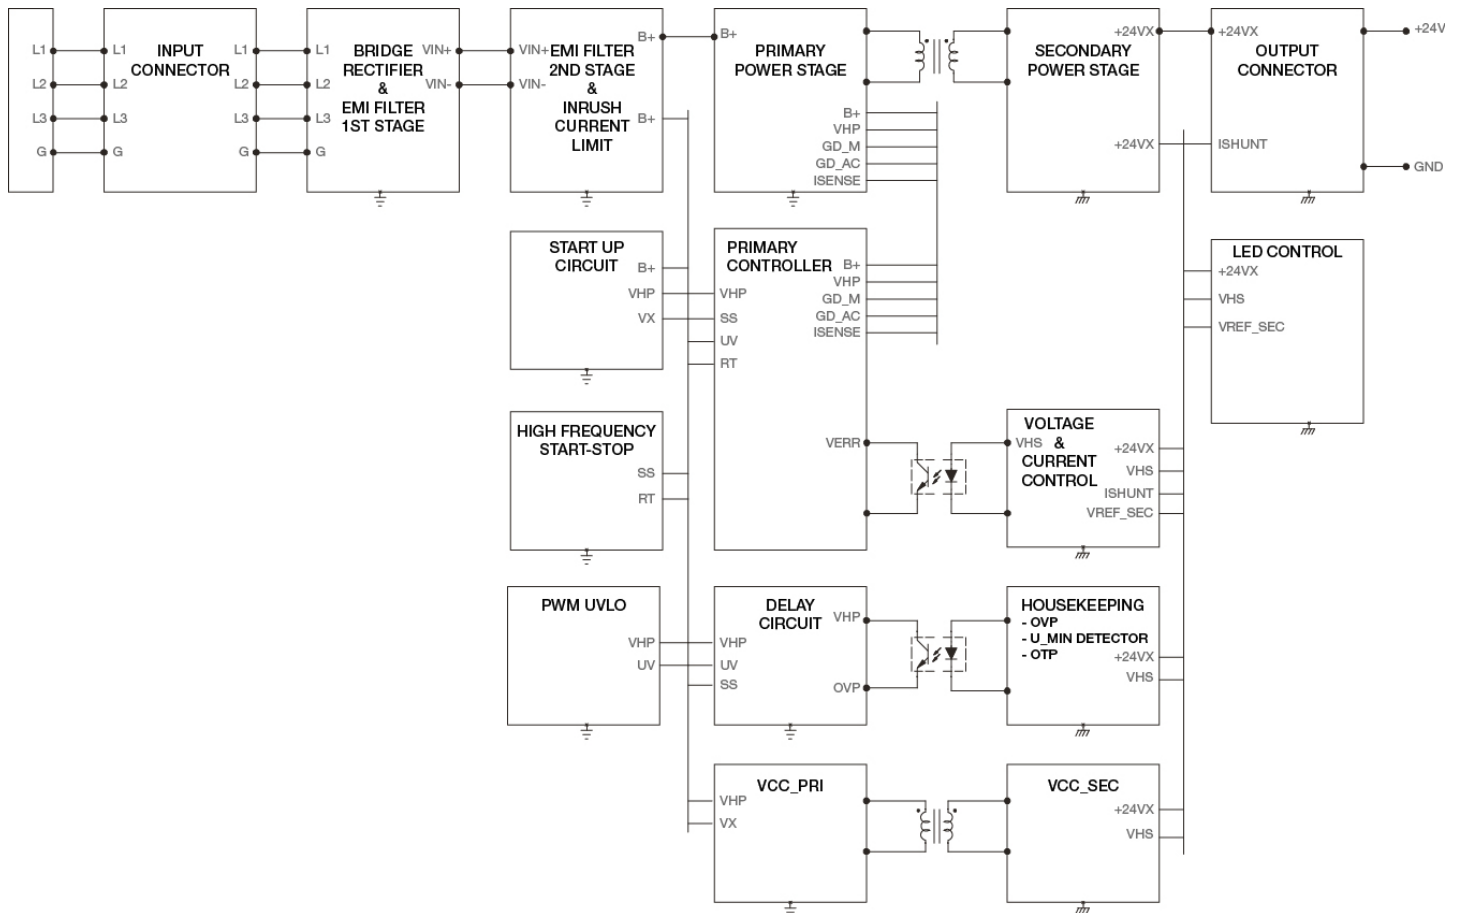 L1
L2
L3
G
INPUT
CONNECTOR
L1
L2
L3
G
L1
L2
L3
G
BRIDGE
RECTIFIER
&
EMI FILTER
1ST STAGE
L1
L2
L3
G
VIN+
VIN-
EMI FILTER
2ND STAGE
&
INRUSH
CURRENT
LIMIT
VIN+
VIN-
B+
B+
PRIMARY
POWER STAGE
B+
B+
VHP
GD_M
GD_AC
ISENSE
SECONDARY
POWER STAGE
+24VX
+24VX
OUTPUT
CONNECTOR
+24VX
ISHUNT
+24V
GND
START UP
CIRCUIT
B+
VHP
VX
PRIMARY
CONTROLLER
VHP
SS
UV
RT
B+
VHP
GD_M
GD_AC
ISENSE
VERR
LED CONTROL
+24VX
VHS
VREF_SEC
HIGH FREQUENCY
START-STOP
SS
RT
VOLTAGE
&
CURRENT
CONTROL
VHS
+24VX
VHS
ISHUNT
VREF_SEC
PWM UVLO
VHP
UV
DELAY
CIRCUIT
VHP
UV
SS
VHP
OVP
HOUSEKEEPING
- OVP
- U_MIN DETECTOR
- OTP
+24VX
VHS
VCC_PRI
VHP
VX
VCC_SEC
+24VX
VHS